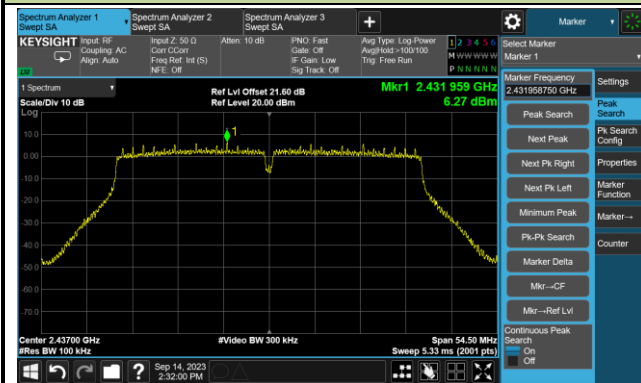 Spectrum Analyzer 1
Swept SA
Spectrum Analyzer 2
Swept SA
Spectrum Analyzer 3
Swept SA
+
Marker
KEYSIGHT
Input: RF
Coupling: AC
Align: Auto
Input Z: 50 Ω
Corr CCorr
Freq Ref: Int (S)
NFE: Off
Atten: 10 dB
PNO: Fast
Gate: Off
IF Gain: Low
Sig Track: Off
Avg Type: Log-Power
Avg|Hold:>100/100
Trig: Free Run
1 2 3 4 5 6
M W W W W W
P N N N N N
LXI
Select Marker
Marker 1
1 Spectrum
Scale/Div 10 dB
Log
Ref Lvl Offset 21.60 dB
Ref Level 20.00 dBm
Mkr1 2.431 959 GHz
6.27 dBm
1
10.0
0.00
-10.0
-20.0
-30.0
-40.0
-50.0
-60.0
-70.0
Center 2.43700 GHz
#Res BW 100 kHz
#Video BW 300 kHz
Span 54.50 MHz
Sweep 5.33 ms (2001 pts)
Marker Frequency
2.431958750 GHz
Peak Search
Next Peak
Next Pk Right
Next Pk Left
Minimum Peak
Pk-Pk Search
Marker Delta
Mkr→CF
Mkr→Ref Lvl
Continuous Peak
Search
On
Off
Settings
Peak
Search
Pk Search
Config
Properties
Marker
Function
Marker→
Counter
?
Sep 14, 2023
2:32:00 PM